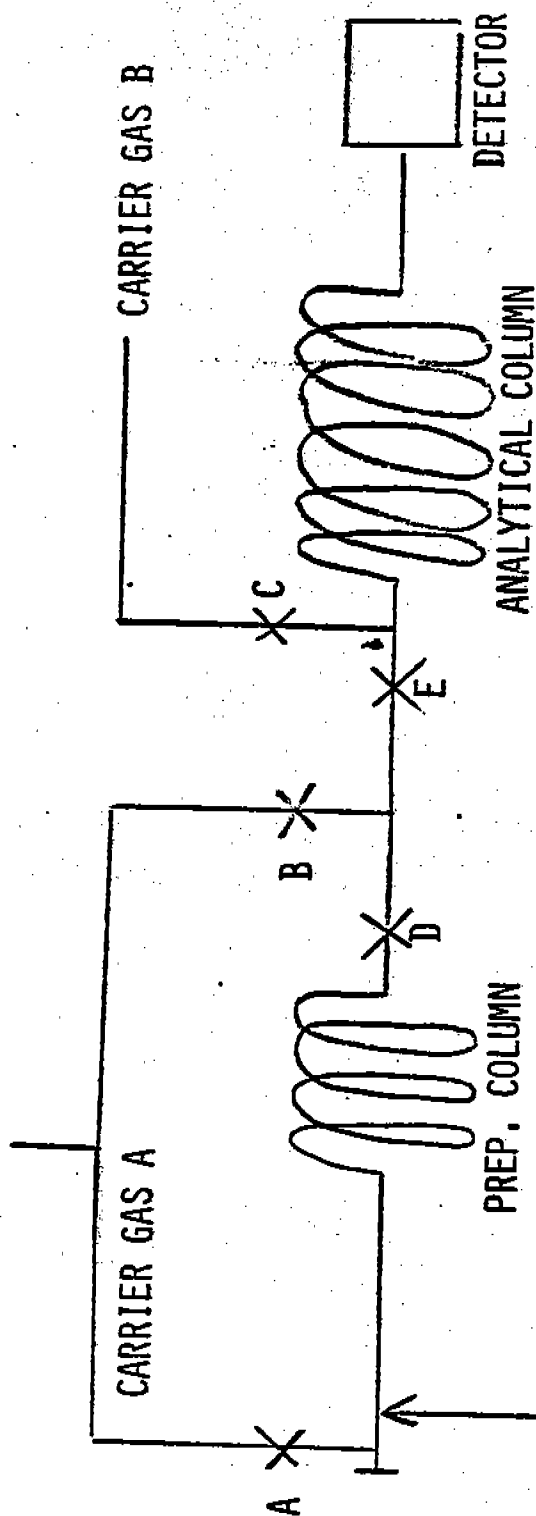 CARRIER GAS B
CARRIER GAS A
A
B
C
D
E
PREP. COLUMN
ANALYTICAL COLUMN
DETECTOR